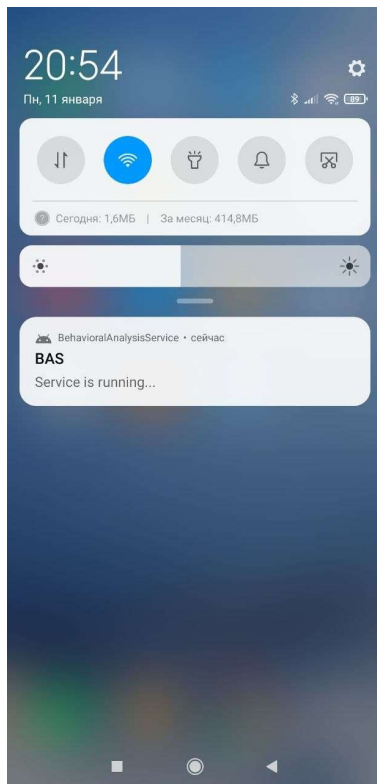 20:54
Пн, 11 января
89
Сегодня: 1,6МБ | За месяц: 414,8МБ
BehavioralAnalysisService • сейчас
BAS
Service is running...